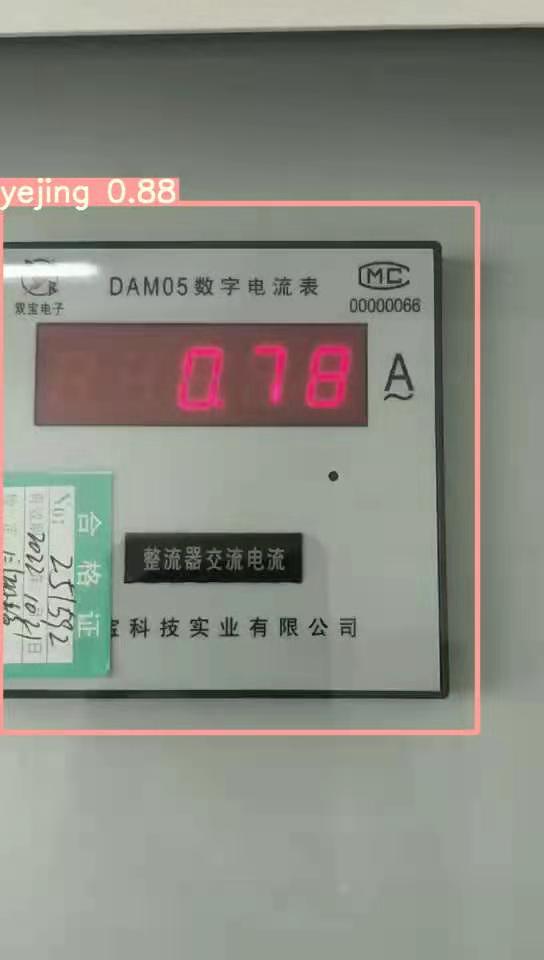 yejing 0.88
DAM05数字电流表
MC
双宝电子
00000066
0.78
A
合格证
No:
251592
整流器交流电流
宝科技实业有限公司